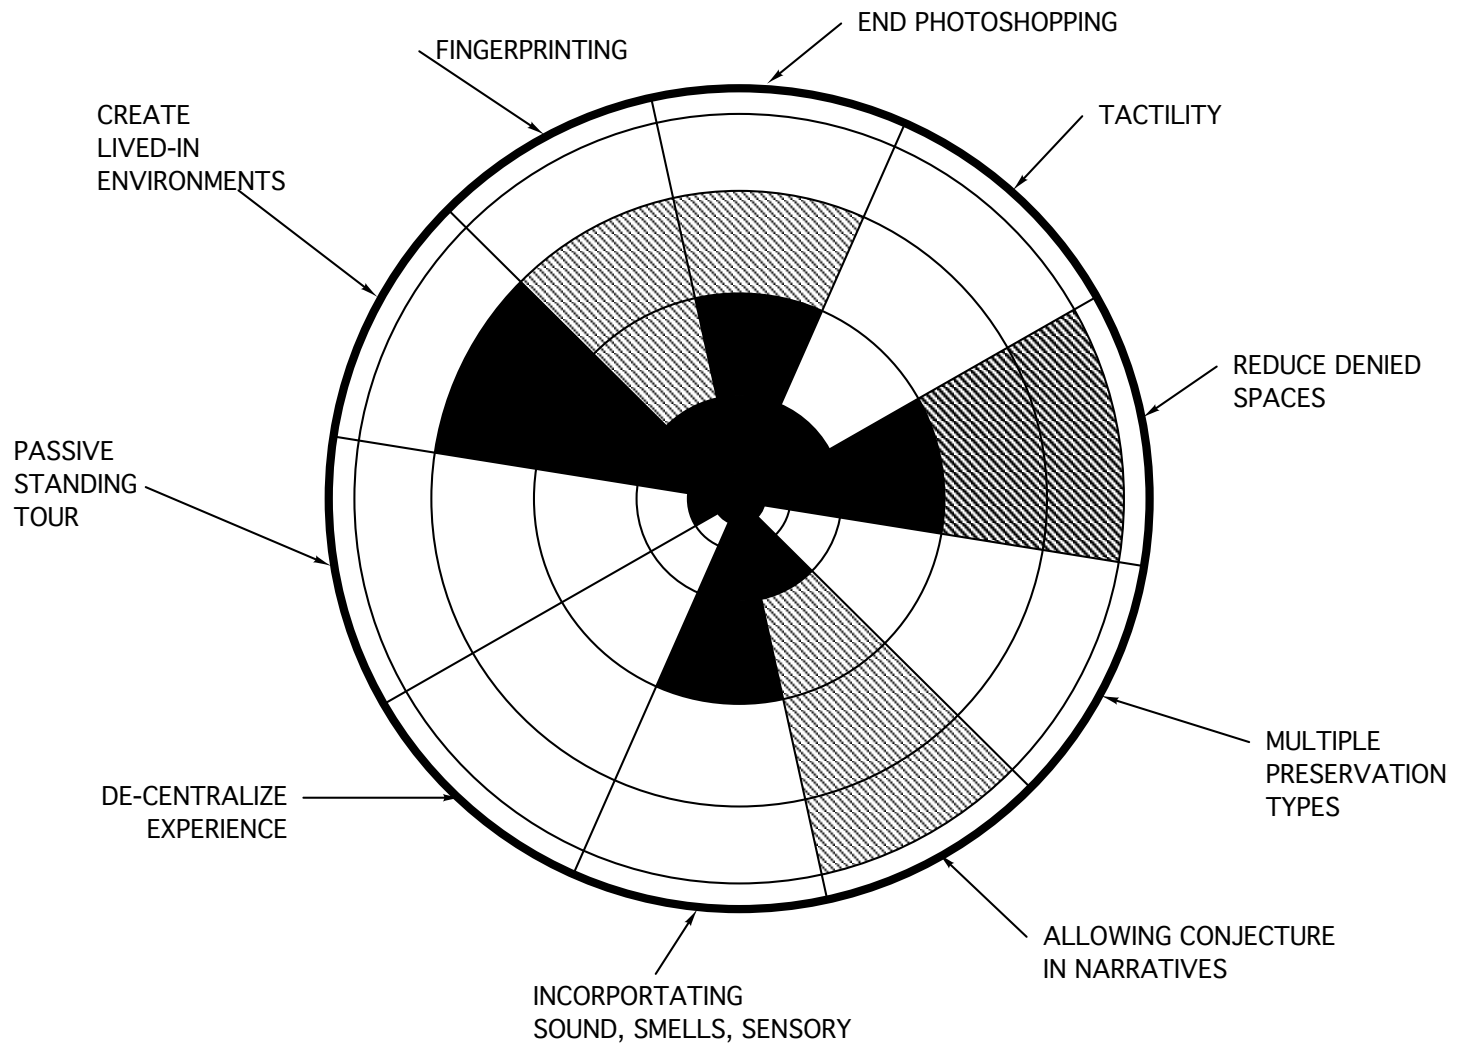 END PHOTOSHOPPING
FINGERPRINTING
TACTILITY
CREATE
LIVED-IN
ENVIRONMENTS
REDUCE DENIED
SPACES
PASSIVE
STANDING
TOUR
MULTIPLE
PRESERVATION
TYPES
DE-CENTRALIZE
EXPERIENCE
ALLOWING CONJECTURE
IN NARRATIVES
INCORPORTATING
SOUND, SMELLS, SENSORY